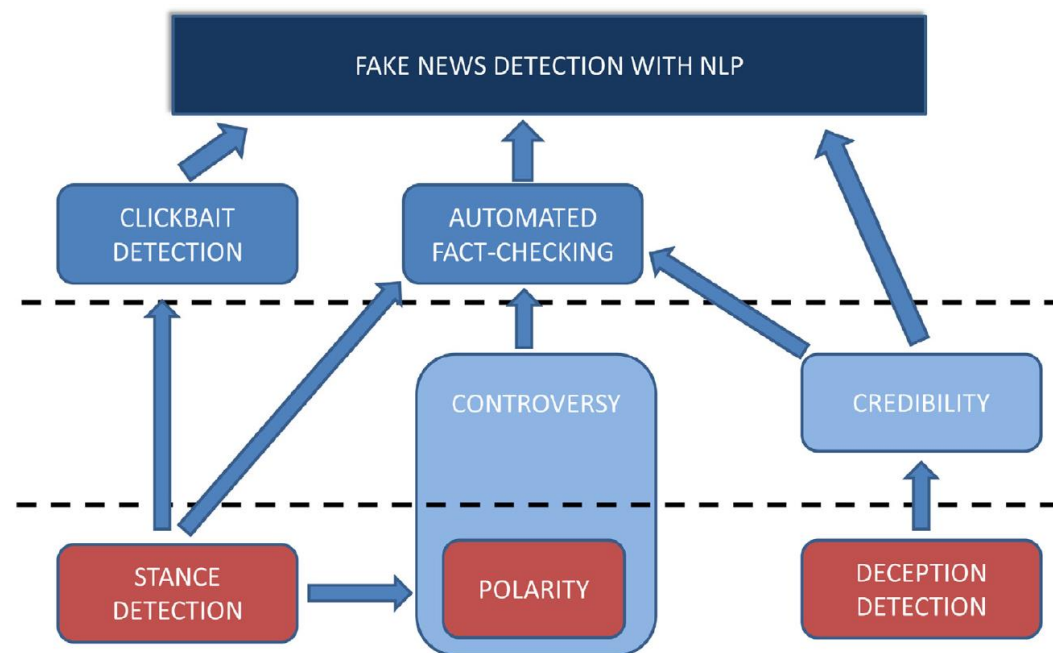 FAKE NEWS DETECTION WITH NLP
CLICKBAIT
DETECTION
AUTOMATED
FACT-CHECKING
CONTROVERSY
CREDIBILITY
STANCE
DETECTION
POLARITY
DECEPTION
DETECTION